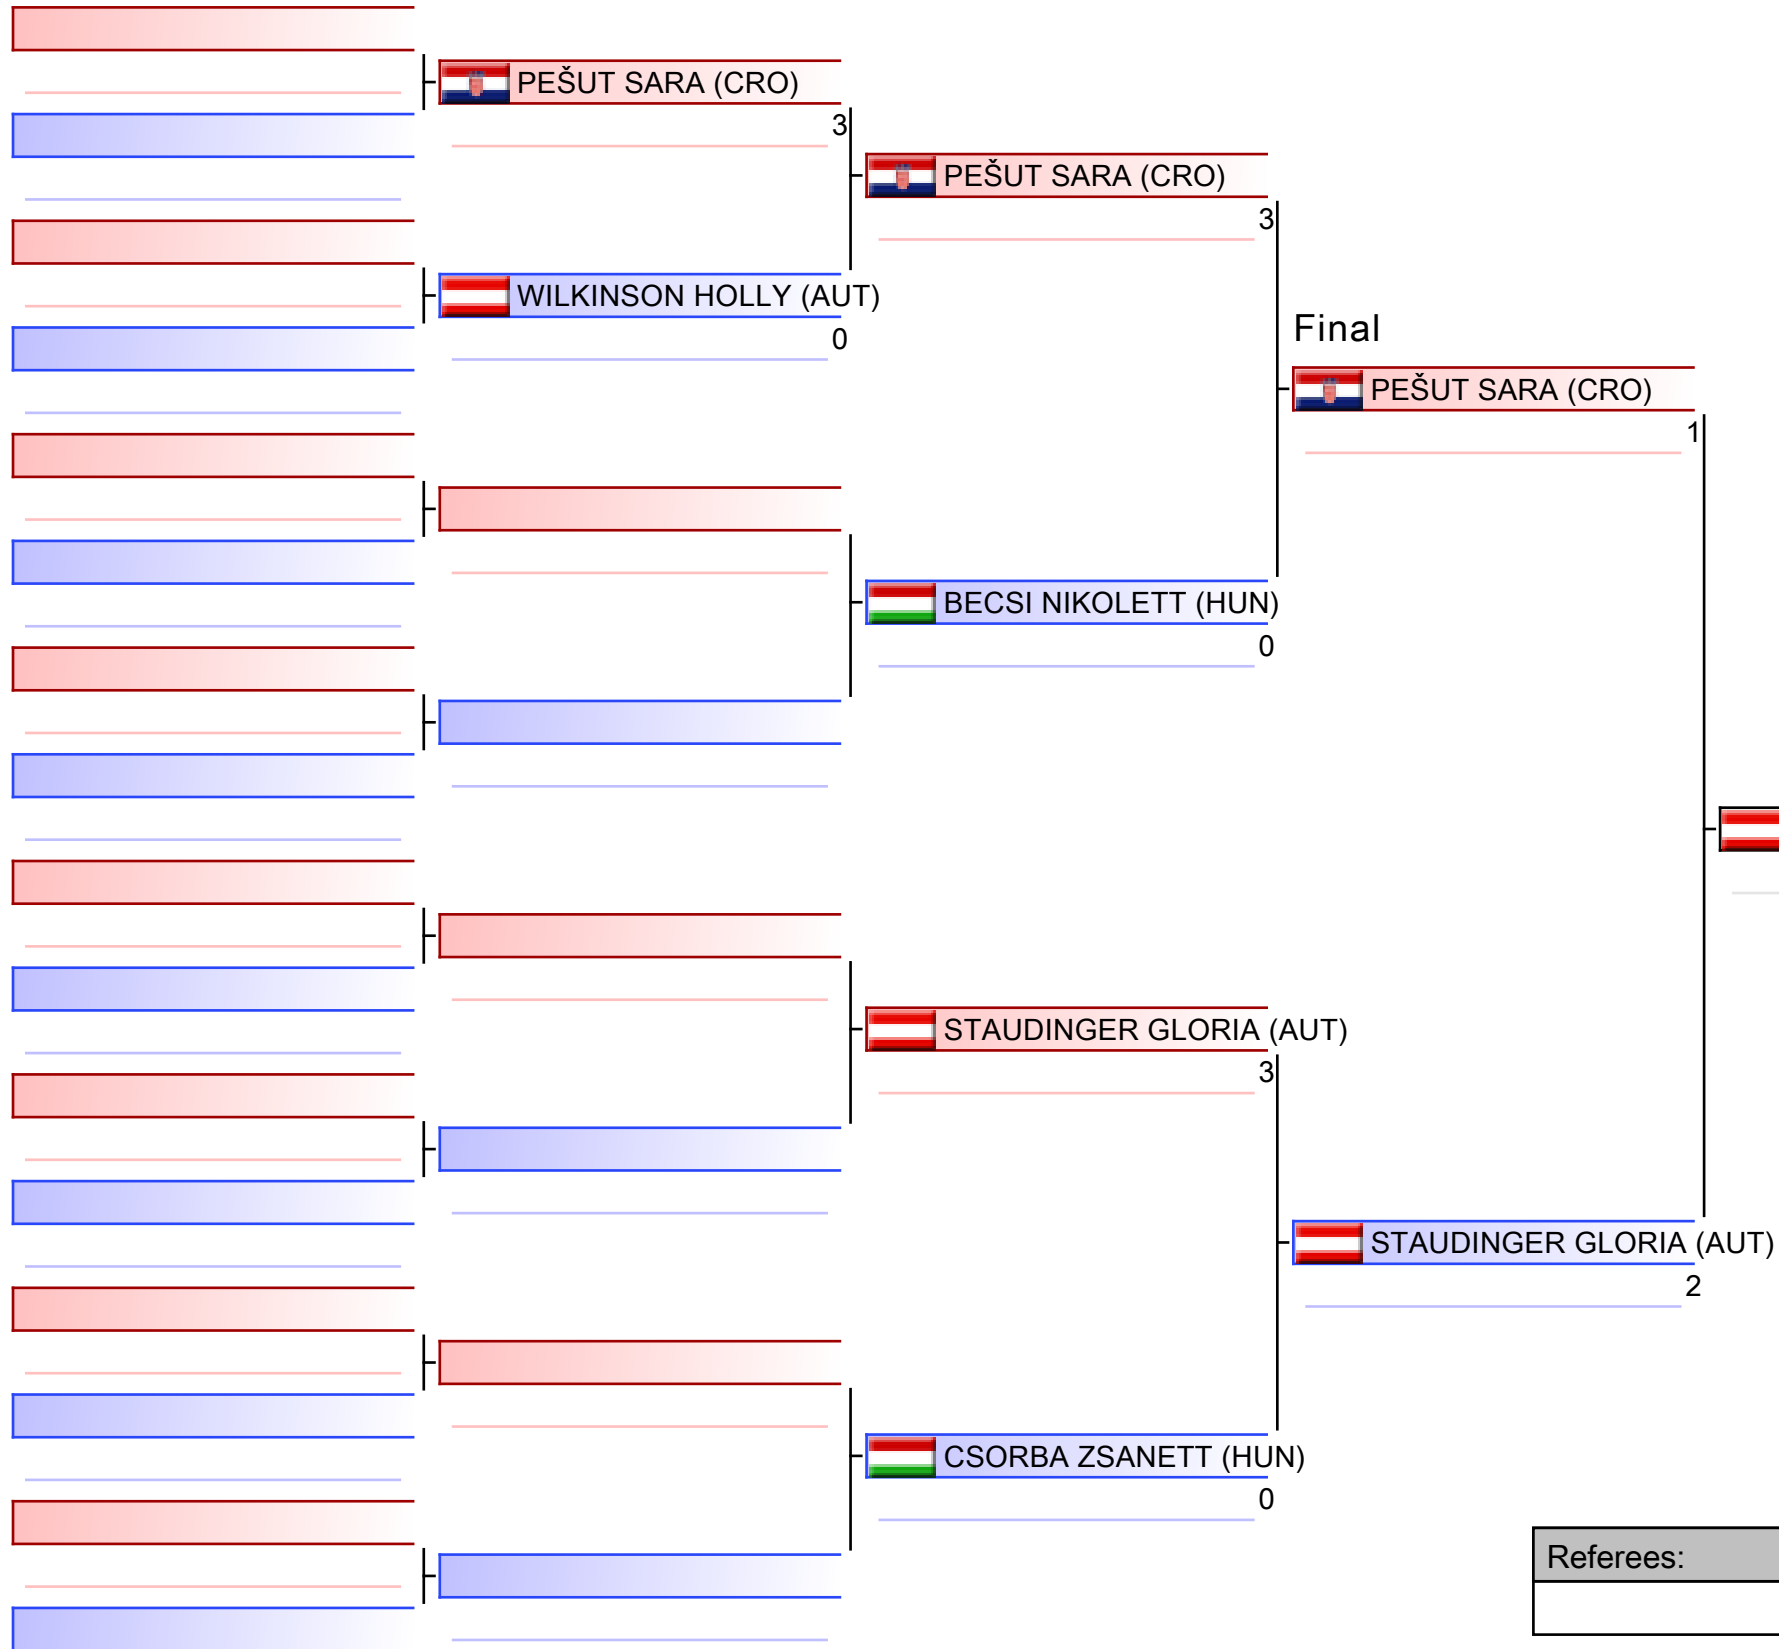 PEŠUT SARA (CRO)
3
WILKINSON HOLLY (AUT)
0
PEŠUT SARA (CRO)
3
BECSI NIKOLETT (HUN)
0
STAUDINGER GLORIA (AUT)
3
CSORBA ZSANETT (HUN)
0
Final
PEŠUT SARA (CRO)
1
STAUDINGER GLORIA (AUT)
2
Referees: